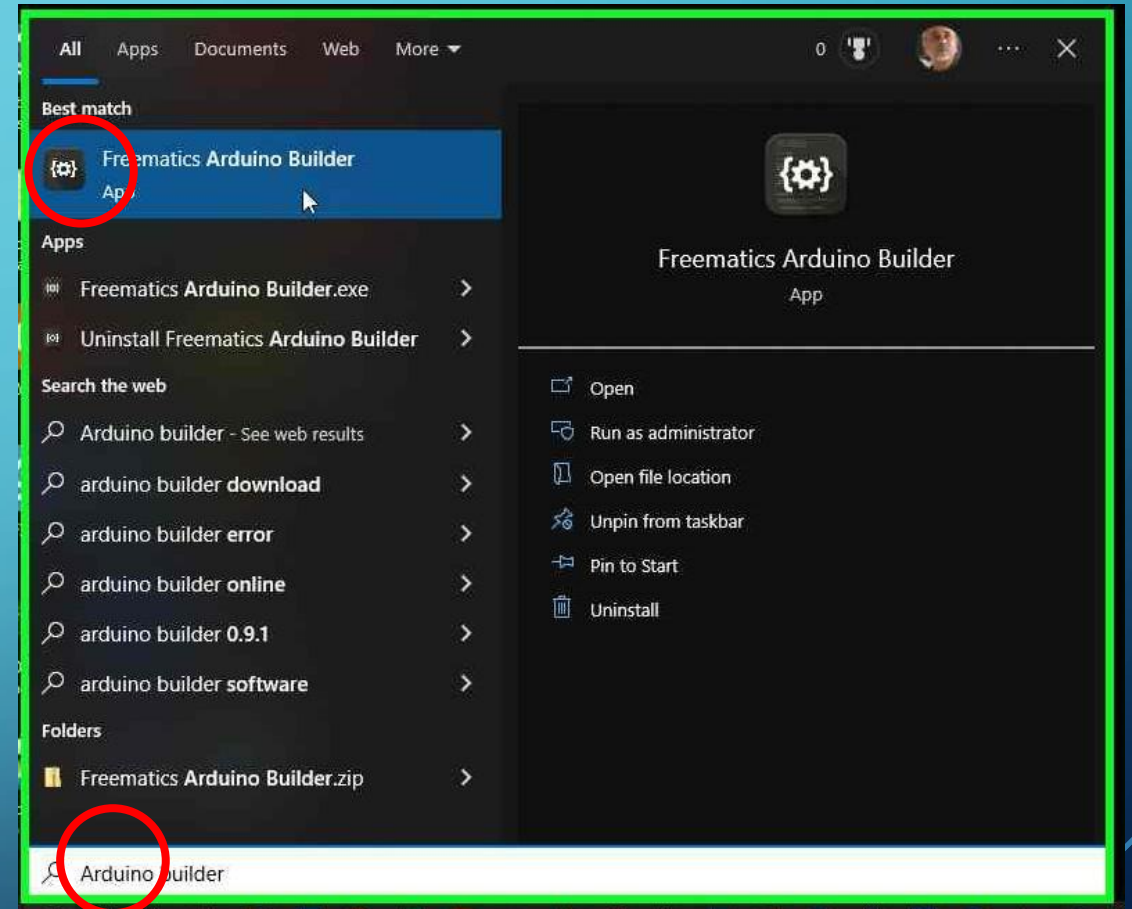 All Apps Documents Web More
0
Best match
Freematics Arduino Builder
App
Apps
Freematics Arduino Builder.exe
Uninstall Freematics Arduino Builder
Search the web
Arduino builder - See web results
arduino builder download
arduino builder error
arduino builder online
arduino builder 0.9.1
arduino builder software
Folders
Freematics Arduino Builder.zip
Arduino builder
Freematics Arduino Builder
App
Open
Run as administrator
Open file location
Unpin from taskbar
Pin to Start
Uninstall